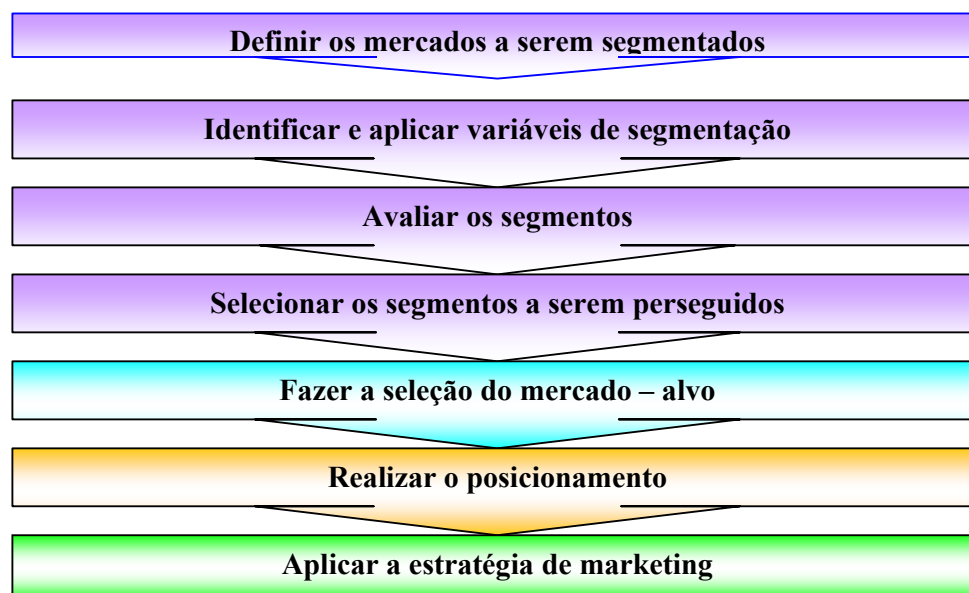 Definir os mercados a serem segmentados
Identificar e aplicar variáveis de segmentação
Avaliar os segmentos
Selecionar os segmentos a serem perseguidos
Fazer a seleção do mercado – alvo
Realizar o posicionamento
Aplicar a estratégia de marketing